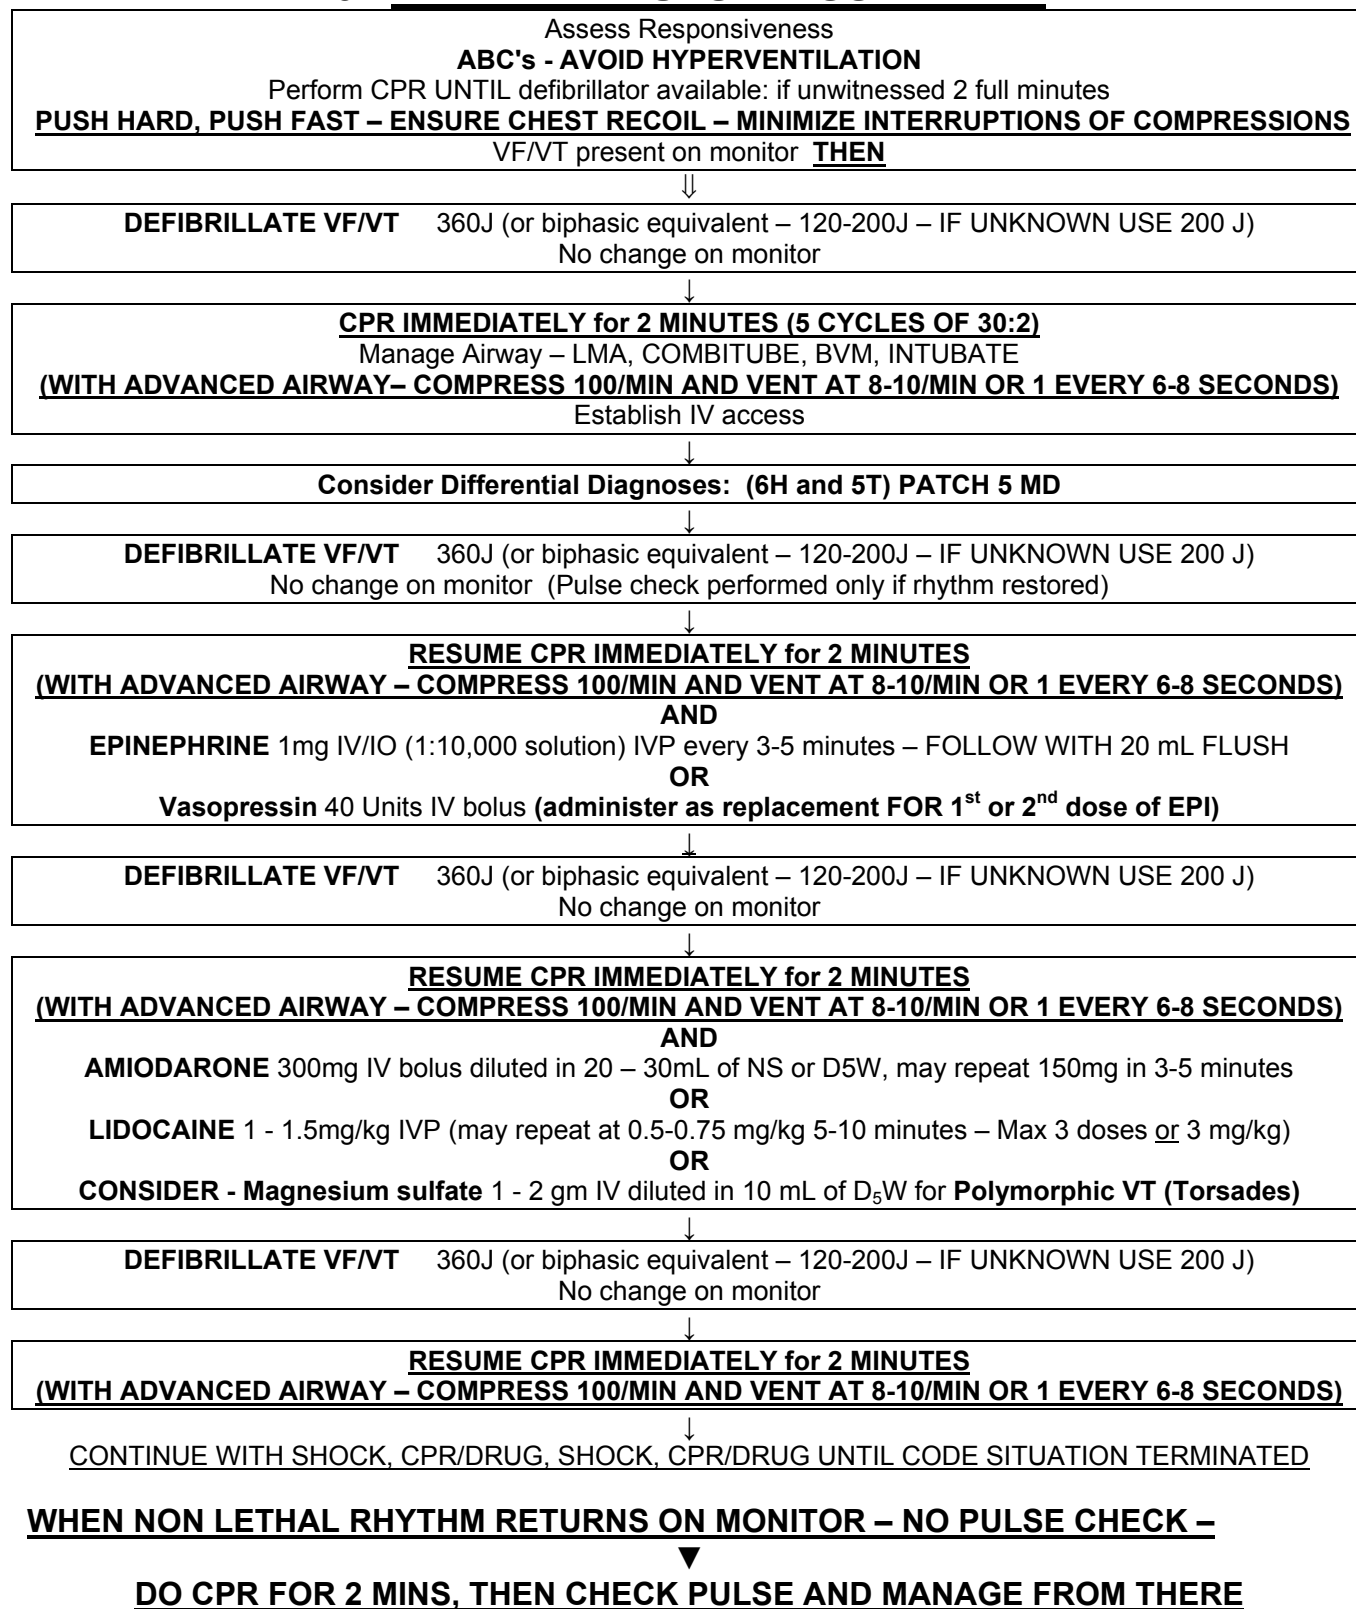 Assess Responsiveness
ABC's - AVOID HYPERVENTILATION
Perform CPR UNTIL defibrillator available: if unwitnessed 2 full minutes
PUSH HARD, PUSH FAST – ENSURE CHEST RECOIL – MINIMIZE INTERRUPTIONS OF COMPRESSIONS
VF/VT present on monitor THEN
⇓
DEFIBRILLATE VF/VT 360J (or biphasic equivalent – 120-200J – IF UNKNOWN USE 200 J)
No change on monitor
↓
CPR IMMEDIATELY for 2 MINUTES (5 CYCLES OF 30:2)
Manage Airway – LMA, COMBITUBE, BVM, INTUBATE
(WITH ADVANCED AIRWAY– COMPRESS 100/MIN AND VENT AT 8-10/MIN OR 1 EVERY 6-8 SECONDS)
Establish IV access
↓
Consider Differential Diagnoses: (6H and 5T) PATCH 5 MD
↓
DEFIBRILLATE VF/VT 360J (or biphasic equivalent – 120-200J – IF UNKNOWN USE 200 J)
No change on monitor (Pulse check performed only if rhythm restored)
↓
RESUME CPR IMMEDIATELY for 2 MINUTES
(WITH ADVANCED AIRWAY – COMPRESS 100/MIN AND VENT AT 8-10/MIN OR 1 EVERY 6-8 SECONDS)
AND
EPINEPHRINE 1mg IV/IO (1:10,000 solution) IVP every 3-5 minutes – FOLLOW WITH 20 mL FLUSH
OR
Vasopressin 40 Units IV bolus (administer as replacement FOR 1st or 2nd dose of EPI)
↓
DEFIBRILLATE VF/VT 360J (or biphasic equivalent – 120-200J – IF UNKNOWN USE 200 J)
No change on monitor
↓
RESUME CPR IMMEDIATELY for 2 MINUTES
(WITH ADVANCED AIRWAY – COMPRESS 100/MIN AND VENT AT 8-10/MIN OR 1 EVERY 6-8 SECONDS)
AND
AMIODARONE 300mg IV bolus diluted in 20 – 30mL of NS or D5W, may repeat 150mg in 3-5 minutes
OR
LIDOCAINE 1 - 1.5mg/kg IVP (may repeat at 0.5-0.75 mg/kg 5-10 minutes – Max 3 doses or 3 mg/kg)
OR
CONSIDER - Magnesium sulfate 1 - 2 gm IV diluted in 10 mL of D5W for Polymorphic VT (Torsades)
↓
DEFIBRILLATE VF/VT 360J (or biphasic equivalent – 120-200J – IF UNKNOWN USE 200 J)
No change on monitor
↓
RESUME CPR IMMEDIATELY for 2 MINUTES
(WITH ADVANCED AIRWAY – COMPRESS 100/MIN AND VENT AT 8-10/MIN OR 1 EVERY 6-8 SECONDS)
↓
CONTINUE WITH SHOCK, CPR/DRUG, SHOCK, CPR/DRUG UNTIL CODE SITUATION TERMINATED
WHEN NON LETHAL RHYTHM RETURNS ON MONITOR – NO PULSE CHECK –
▼
DO CPR FOR 2 MINS, THEN CHECK PULSE AND MANAGE FROM THERE